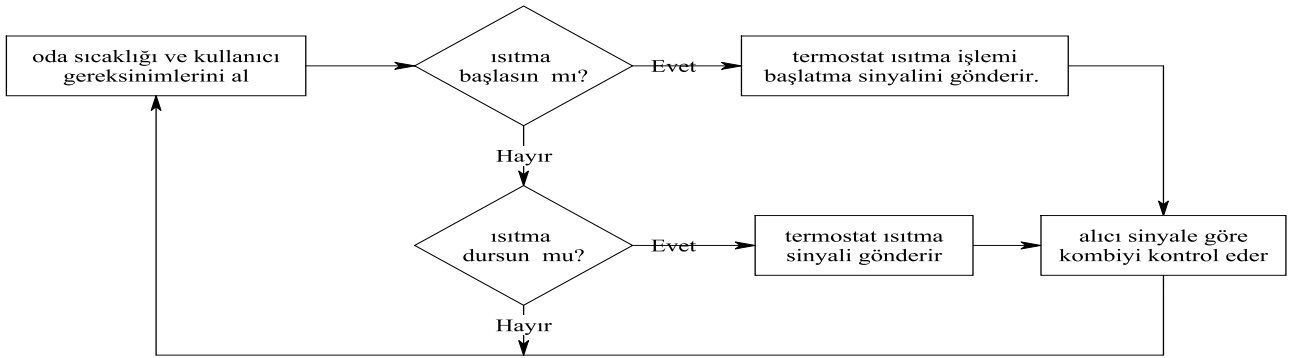 oda sıcaklığı ve kullanıcı
gereksinimlerini al
ısıtma
başlasın mı?
Evet
termostat ısıtma işlemi
başlatma sinyalini gönderir.
Hayır
ısıtma
dursun mu?
Evet
termostat ısıtma
sinyali gönderir
alıcı sinyale göre
kombiyi kontrol eder
Hayır